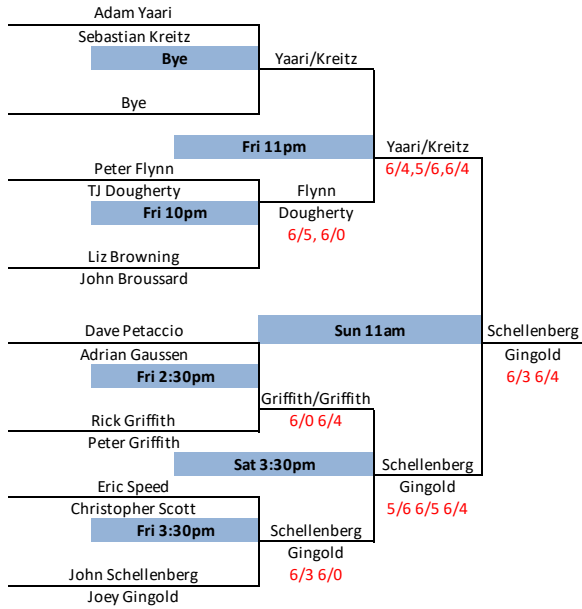 Adam Yaari
Sebastian Kreitz
Bye
Yaari/Kreitz
Bye
Fri 11pm
Yaari/Kreitz
6/4,5/6,6/4
Peter Flynn
TJ Dougherty
Fri 10pm
Flynn
Dougherty
6/5, 6/0
Liz Browning
John Broussard
Dave Petaccio
Sun 11am
Schellenberg
Gingold
6/3 6/4
Adrian Gaussen
Fri 2:30pm
Griffith/Griffith
6/0 6/4
Rick Griffith
Peter Griffith
Sat 3:30pm
Schellenberg
Gingold
5/6 6/5 6/4
Eric Speed
Christopher Scott
Fri 3:30pm
Schellenberg
Gingold
6/3 6/0
John Schellenberg
Joey Gingold